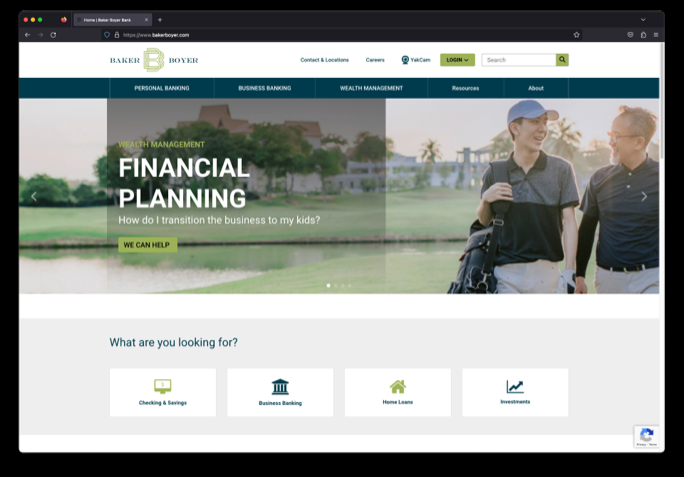 Home | Baker Boyer Bank
https://www.bakerboyer.com
BAKER BOYER
Contact & Locations
Careers
YakCam
LOGIN
Search
PERSONAL BANKING
BUSINESS BANKING
WEALTH MANAGEMENT
Resources
About
WEALTH MANAGEMENT
FINANCIAL
PLANNING
How do I transition the business to my kids?
WE CAN HELP
What are you looking for?
Checking & Savings
Business Banking
Home Loans
Investments
Privacy - Terms